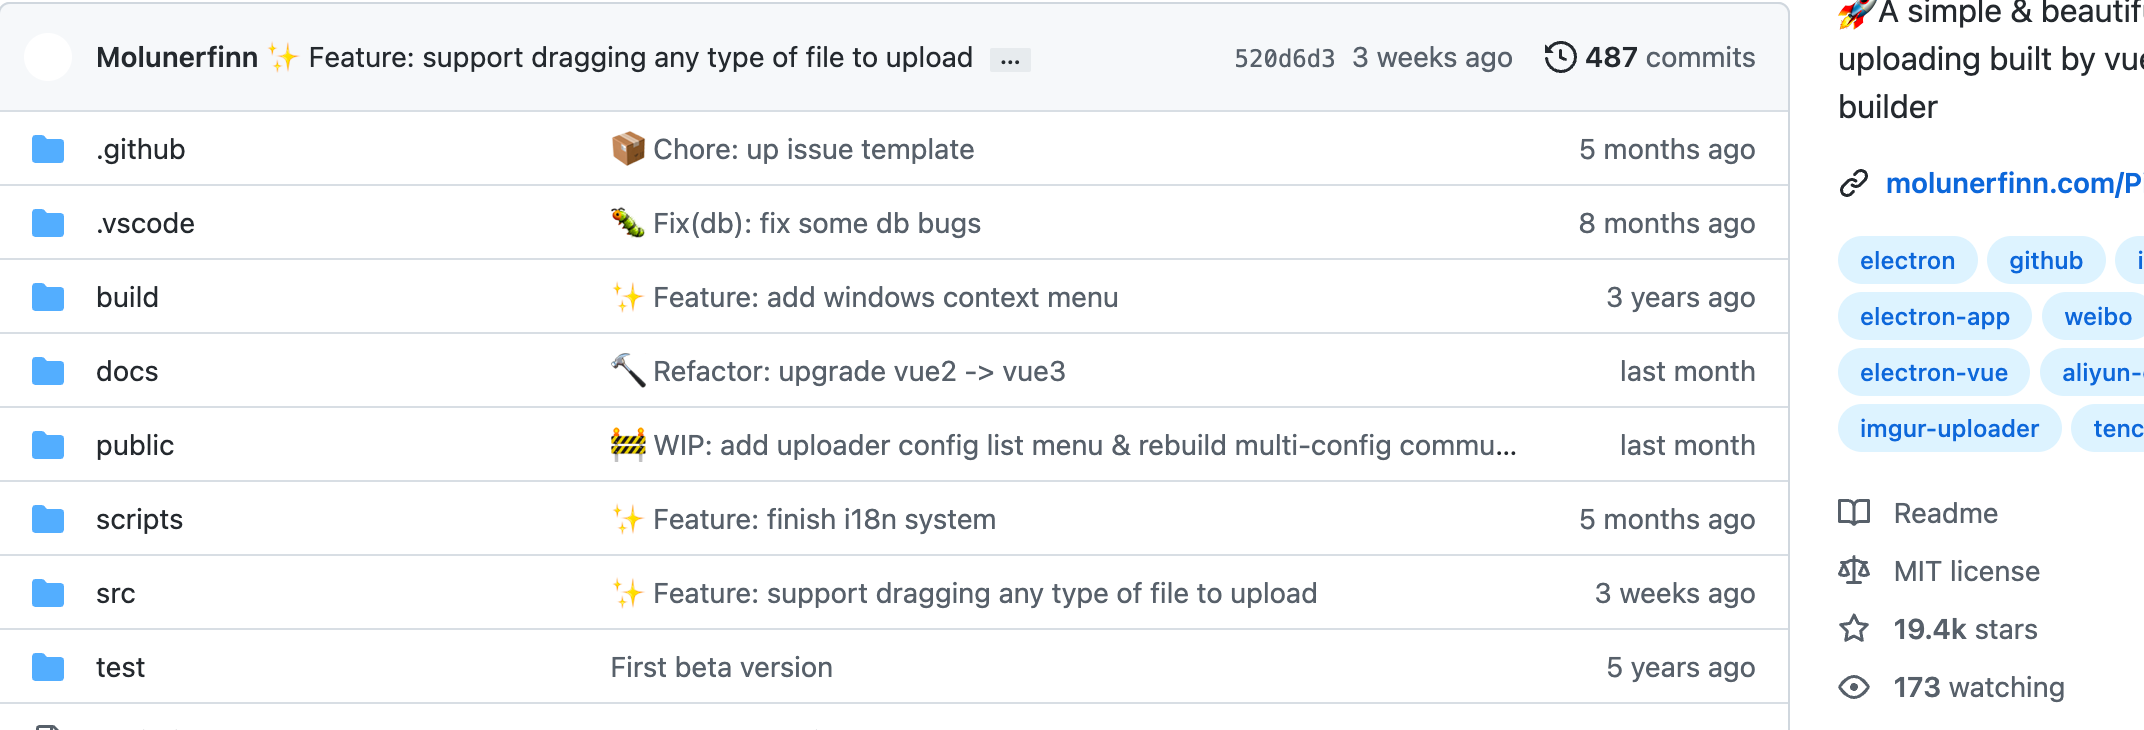 Molunerfinn ✨ Feature: support dragging any type of file to upload ... 520d6d3 3 weeks ago 487 commits
.github 📦 Chore: up issue template 5 months ago
.vscode 🐛 Fix(db): fix some db bugs 8 months ago
build ✨ Feature: add windows context menu 3 years ago
docs 🔨 Refactor: upgrade vue2 -> vue3 last month
public 🚧 WIP: add uploader config list menu & rebuild multi-config commu... last month
scripts ✨ Feature: finish i18n system 5 months ago
src ✨ Feature: support dragging any type of file to upload 3 weeks ago
test First beta version 5 years ago
🚀A simple & beautif
uploading built by vue
builder
molunerfinn.com/P
electron github i
electron-app weibo
electron-vue aliyun-
imgur-uploader tenc
Readme
MIT license
19.4k stars
173 watching